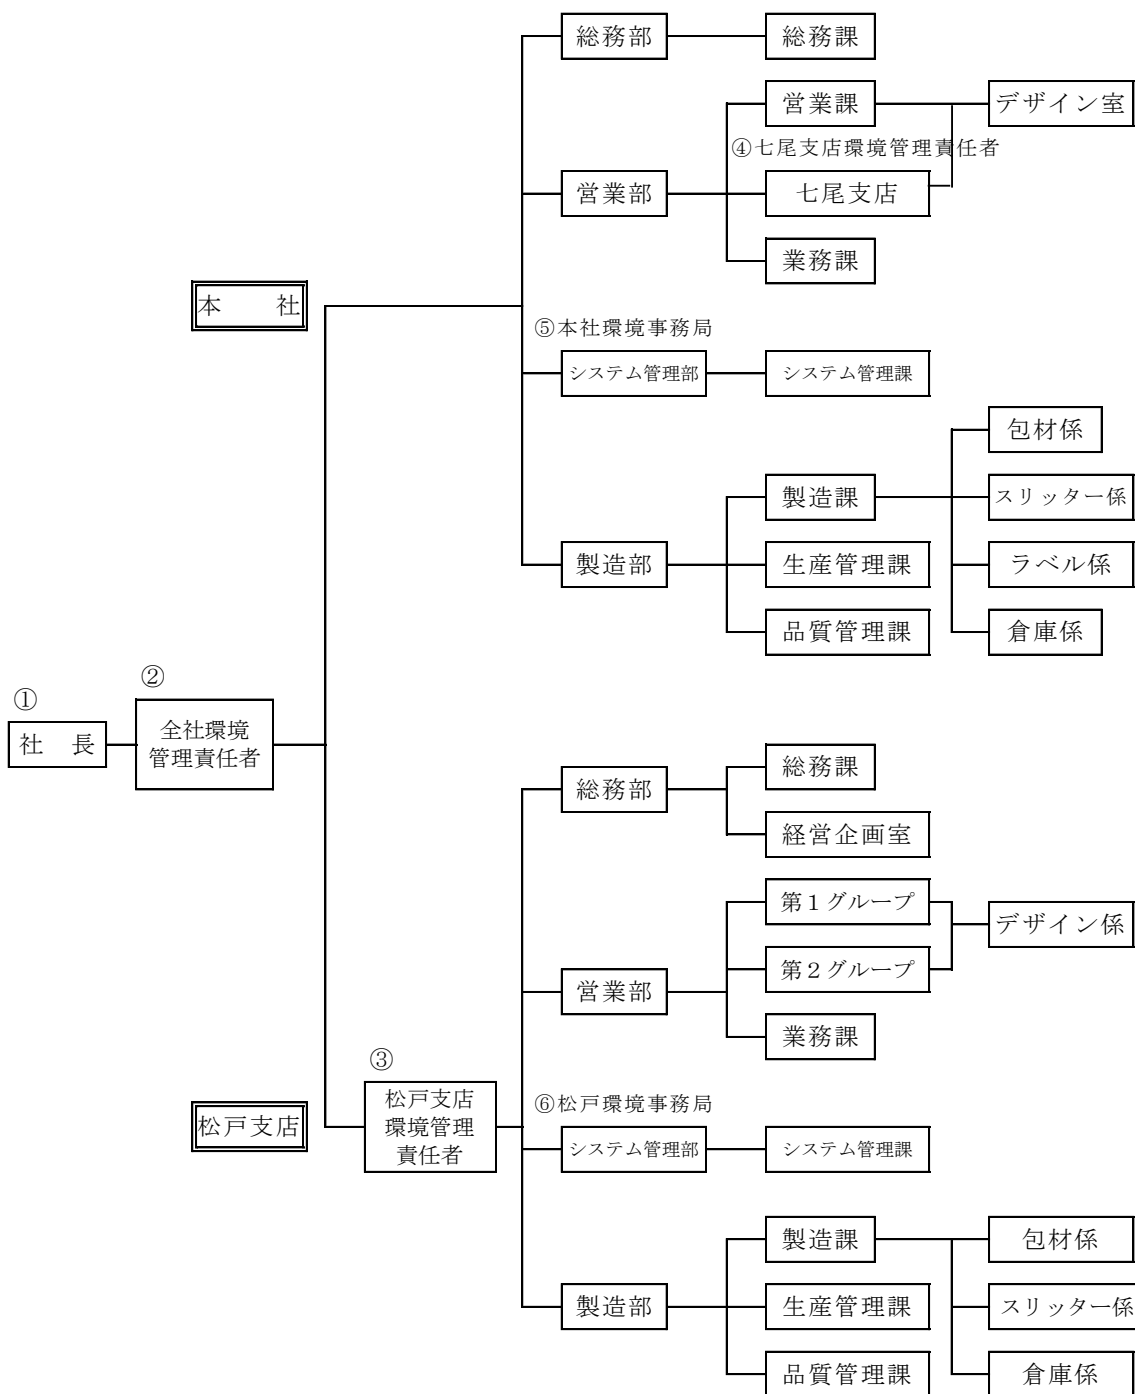 総務部
総務課
営業課
デザイン室
④七尾支店環境管理責任者
営業部
七尾支店
業務課
本　　社
⑤本社環境事務局
システム管理部
システム管理課
包材係
製造課
スリッター係
製造部
生産管理課
ラベル係
品質管理課
倉庫係
①
②
社　長
全社環境
管理責任者
総務部
総務課
経営企画室
第１グループ
デザイン係
第２グループ
営業部
業務課
③
松戸支店
松戸支店
環境管理
責任者
⑥松戸環境事務局
システム管理部
システム管理課
製造課
包材係
製造部
生産管理課
スリッター係
品質管理課
倉庫係